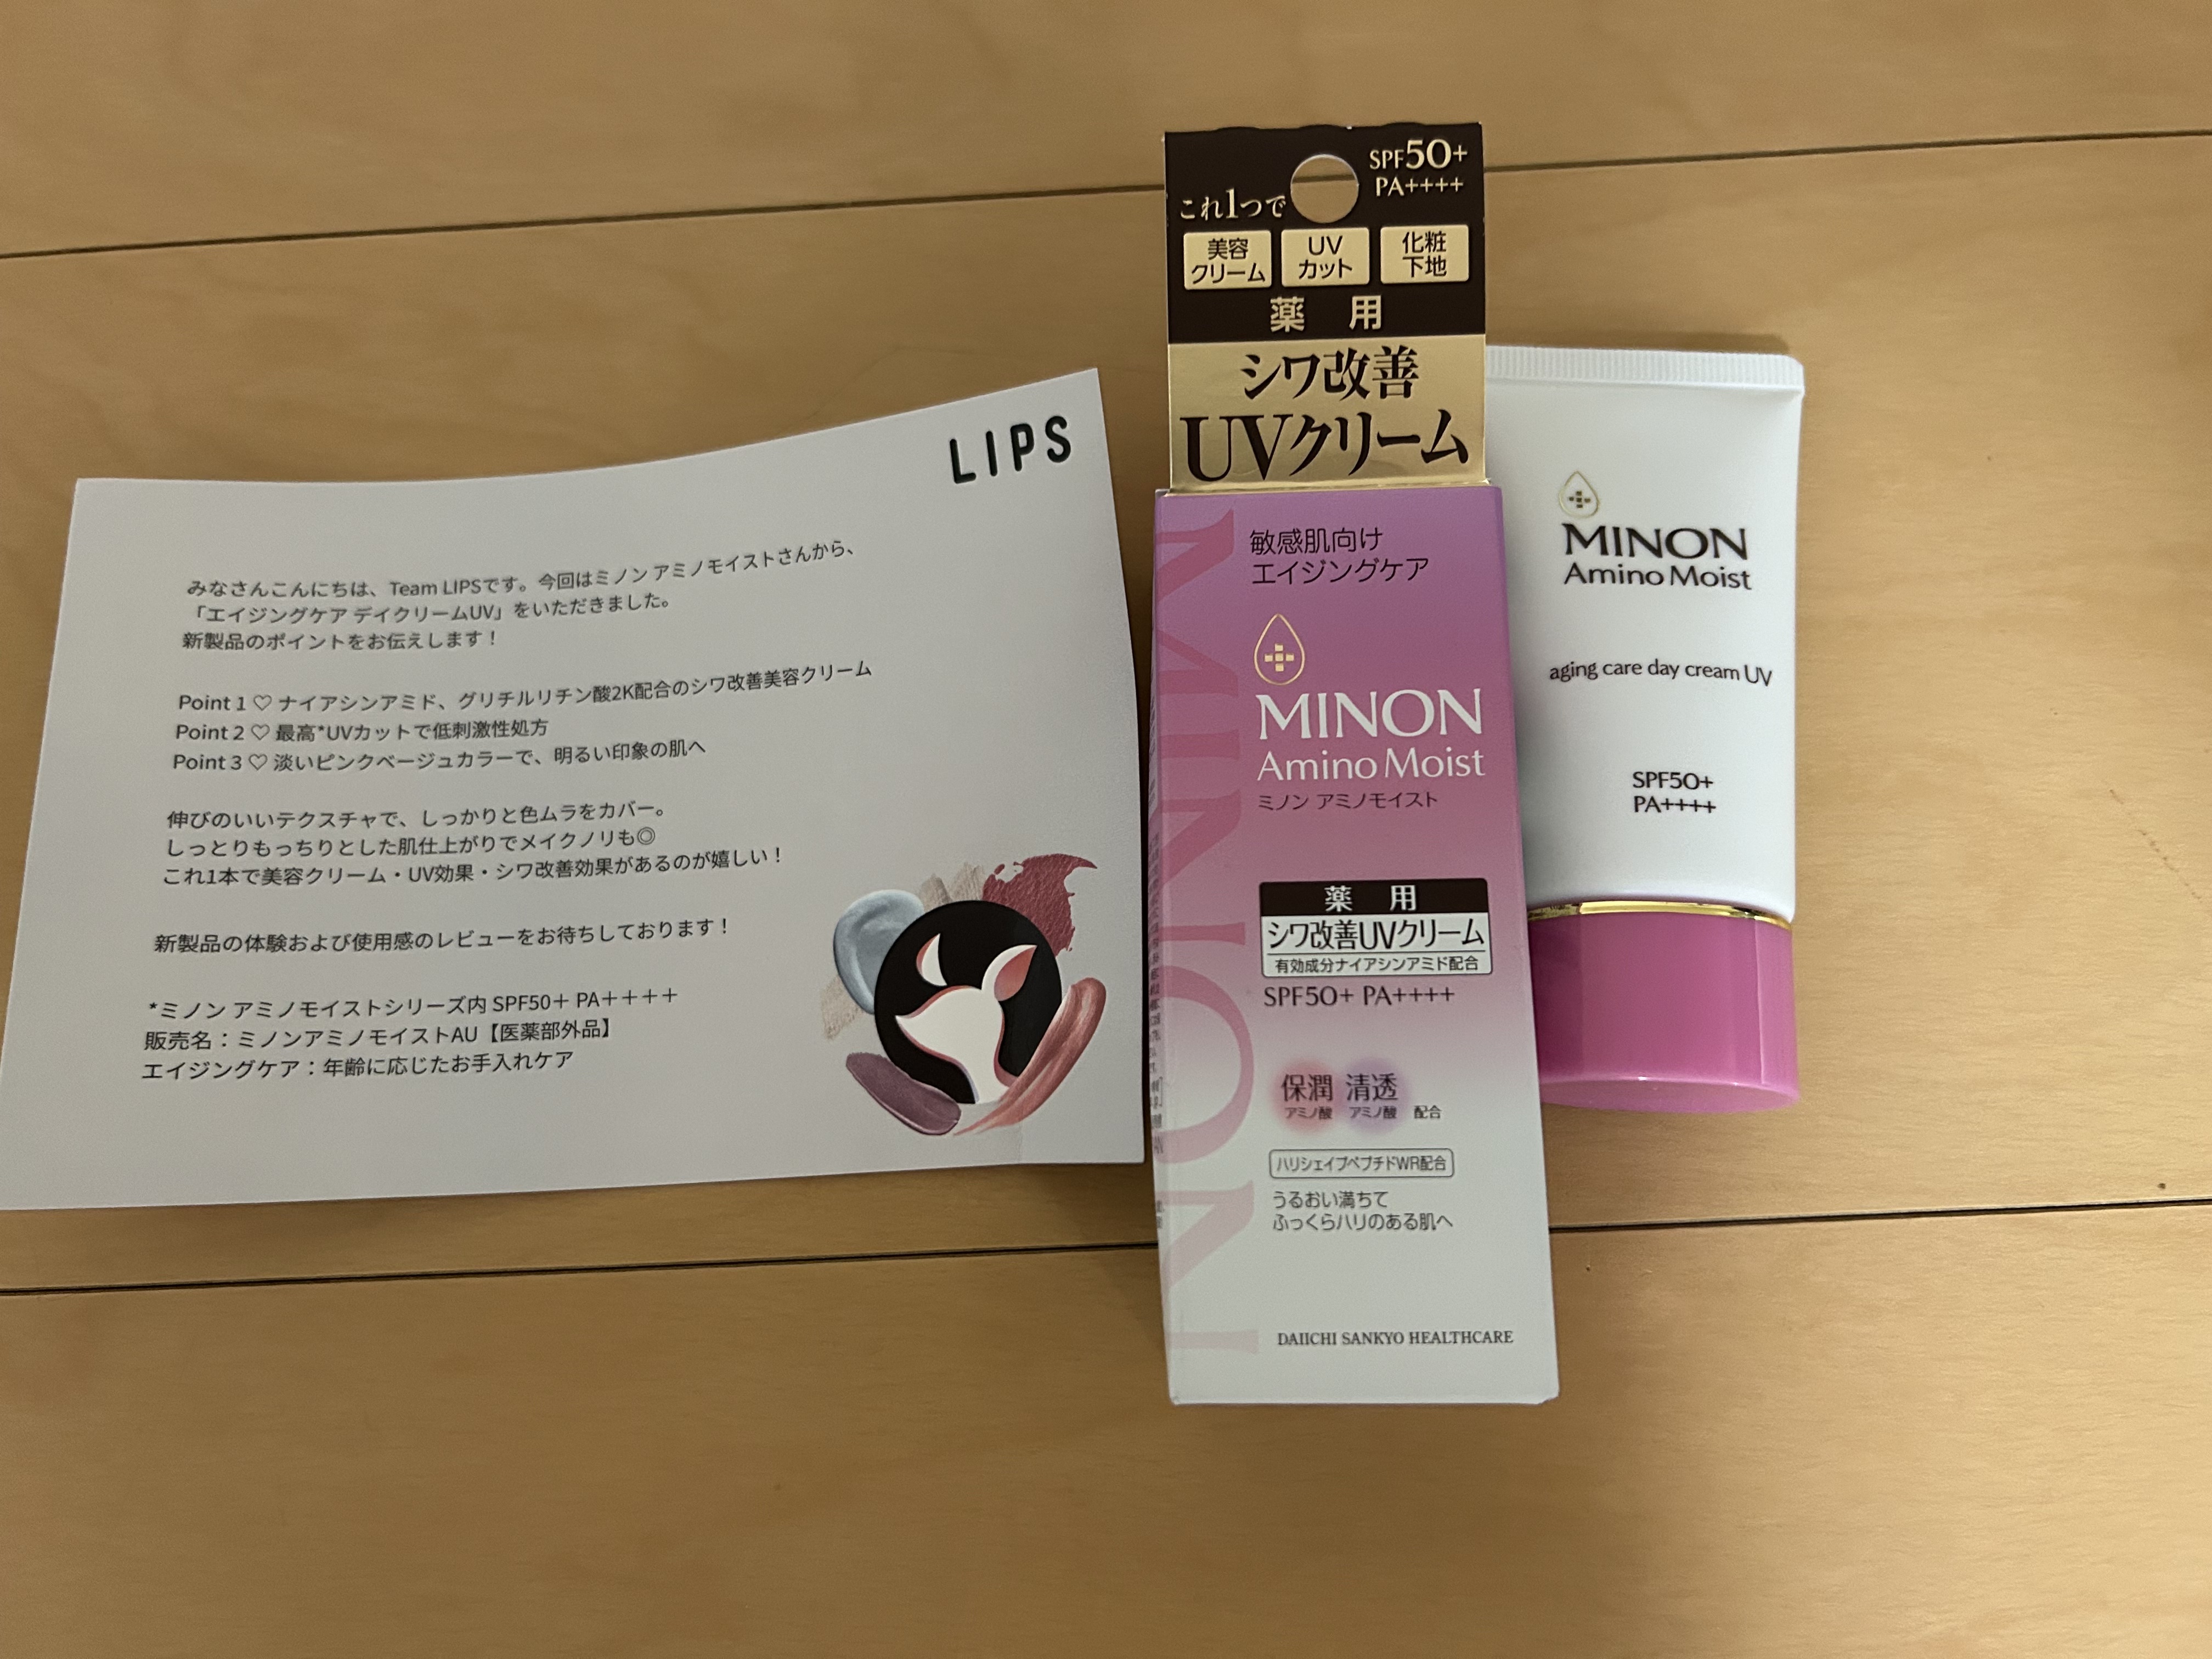 LIPS
みなさんこんにちは、Team LIPSです。今回はミノン アミノモイストさんから、
「エイジングケア デイクリームUV」をいただきました。
新製品のポイントをお伝えします！
Point 1 ♡ ナイアシンアミド、グリチルリチン酸2K配合のシワ改善美容クリーム
Point 2 ♡ 最高*UVカットで低刺激性処方
Point 3 ♡ 淡いピンクベージュカラーで、明るい印象の肌へ
伸びのいいテクスチャで、しっかりと色ムラをカバー。
しっとりもっちりとした肌仕上がりでメイクノリも◎
これ1本で美容クリーム・UV効果・シワ改善効果があるのが嬉しい！
新製品の体験および使用感のレビューをお待ちしております！
*ミノン アミノモイストシリーズ内 SPF50＋ PA＋＋＋＋
販売名：ミノンアミノモイストAU【医薬部外品】
エイジングケア：年齢に応じたお手入れケア
SPF50+
PA++++
これ1つで
美容
クリーム
UV
カット
化粧
下地
薬 用
シワ改善
UVクリーム
敏感肌向け
エイジングケア
MINON
MINON
Amino Moist
ミノン アミノモイスト
薬 用
シワ改善UVクリーム
有効成分ナイアシンアミド配合
SPF50+ PA++++
保潤 清透
アミノ酸 アミノ酸 配合
ハリシェイプペプチドWR配合
うるおい満ちて
ふっくらハリのある肌へ
DAIICHI SANKYO HEALTHCARE
MINON
Amino Moist
aging care day cream UV
SPF50+
PA++++